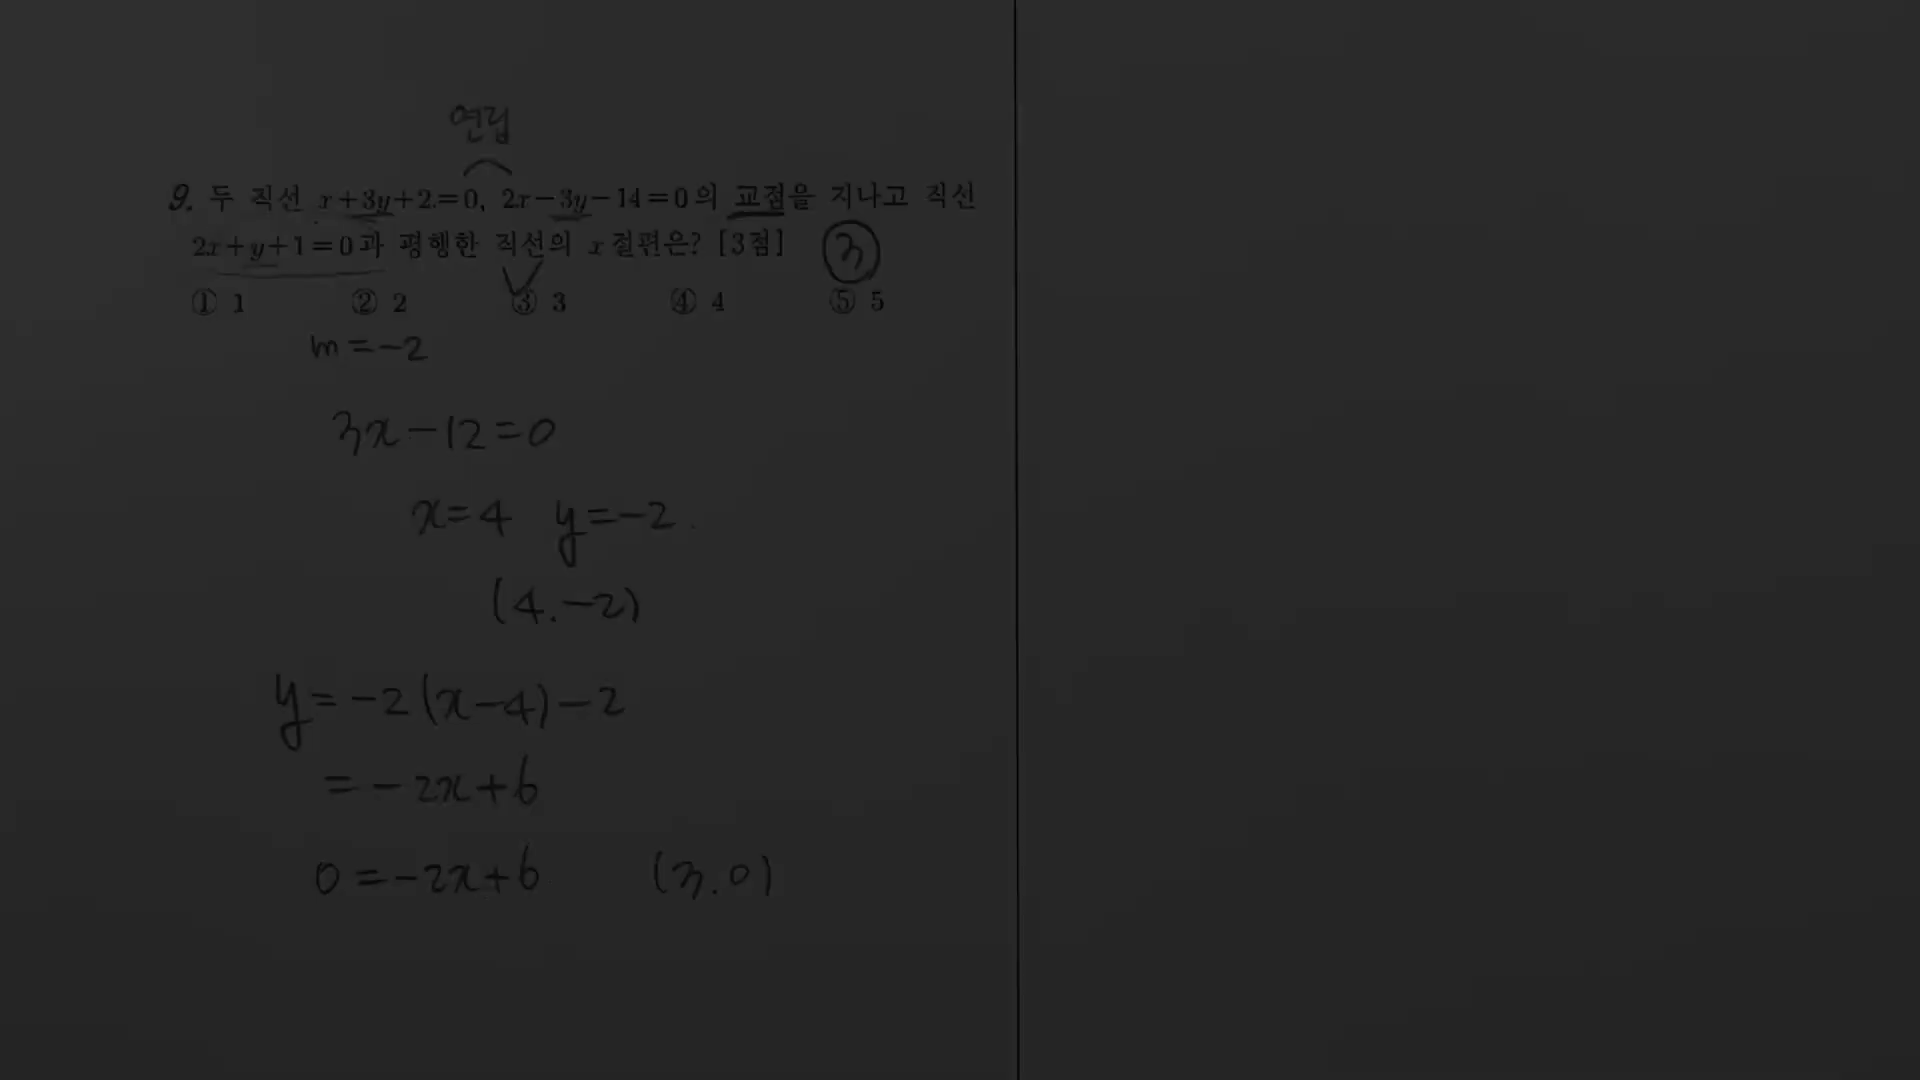 연립
9. 두 직선 x+3y+2=0, 2x-3y-14=0의 교점을 지나고 직선
2x+y+1=0과 평행한 직선의 x절편은? [3점] ③
① 1 ② 2 ③ 3 ④ 4 ⑤ 5
m=-2
3x-12=0
x=4 y=-2.
(4.-2)
y=-2(x-4)-2
=-2x+6
0=-2x+6 (3.0)